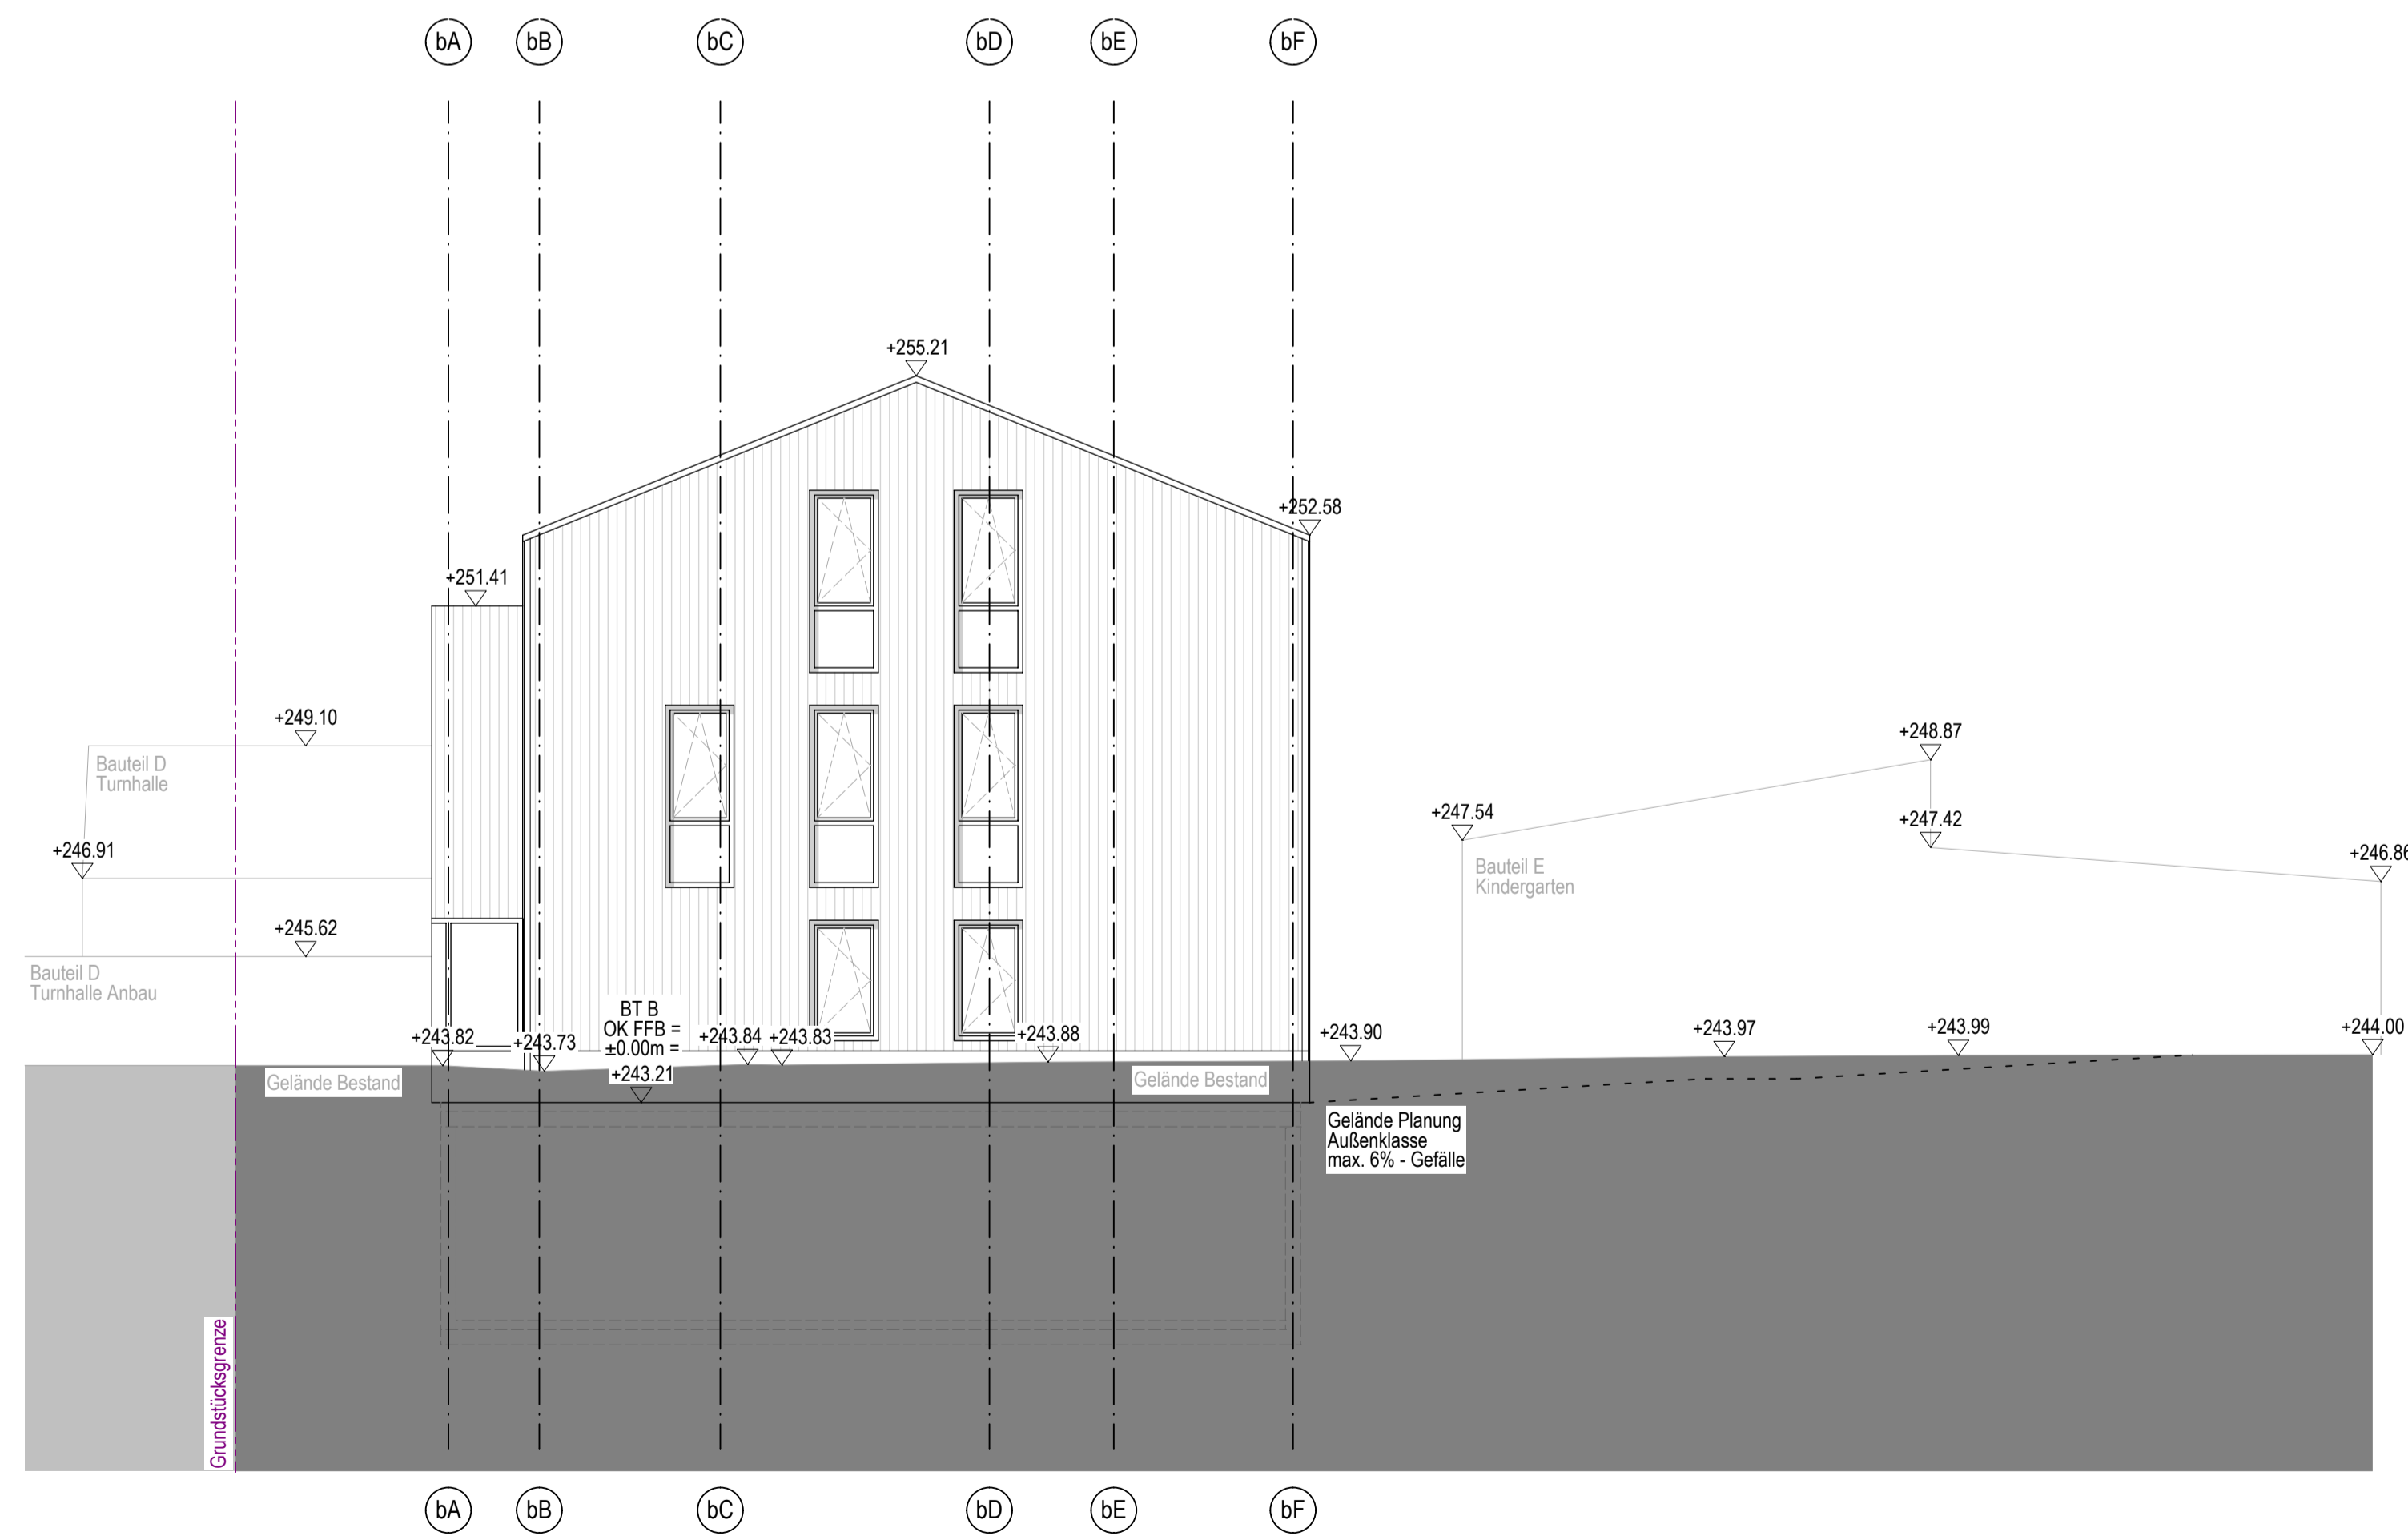 bA bB bC bD bE bF
+255.21
+252.58
+251.41
+249.10
Bauteil D
Turnhalle
+248.87
+247.54
+247.42
+246.91
+246.86
Bauteil E
Kindergarten
+245.62
Bauteil D
Turnhalle Anbau
BT B
OK FFB =
±0.00m =
+243.21
+243.82 +243.73 +243.84 +243.83 +243.88 +243.90 +243.97 +243.99 +244.00
Gelände Bestand
Gelände Bestand
Gelände Planung
Außenklasse
max. 6% - Gefälle
Grundstücksgrenze
bA bB bC bD bE bF